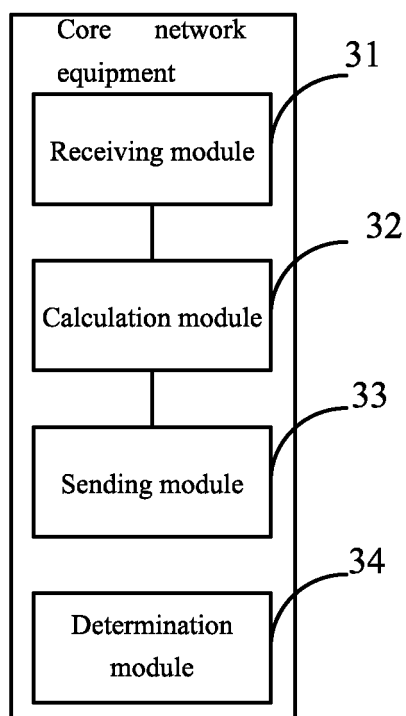 Core network
equipment
31
Receiving module
32
Calculation module
33
Sending module
34
Determination
module